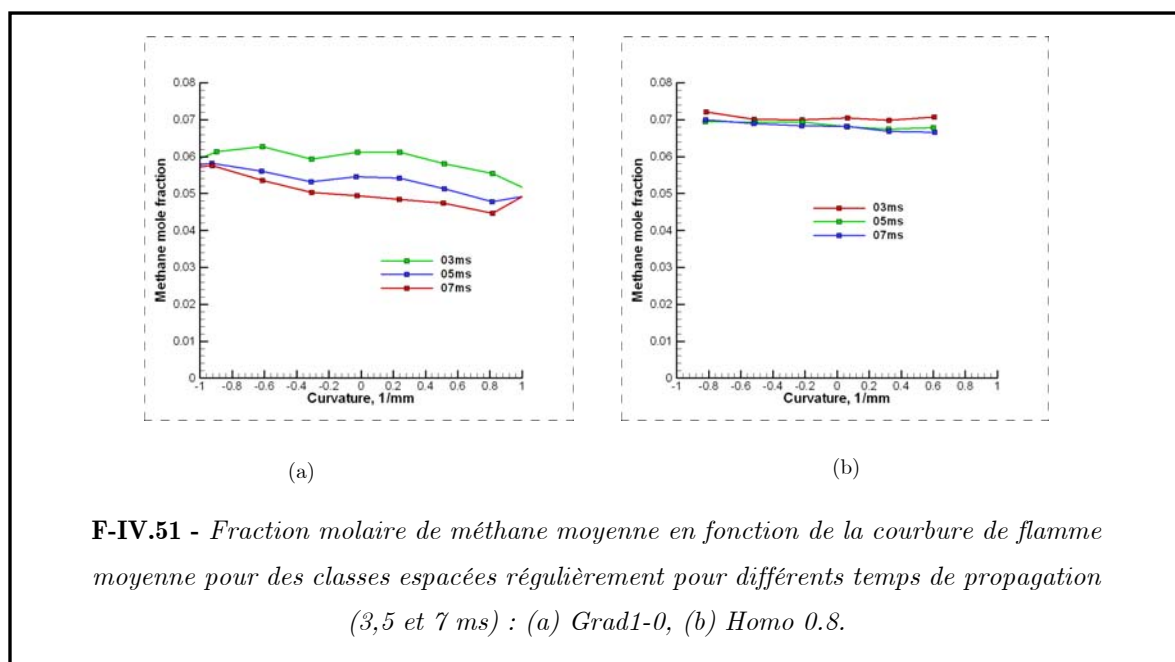 0.08
0.07
0.06
0.05
0.04
0.03
0.02
0.01
0
Methane mole fraction
03ms
05ms
07ms
-1 -0.8 -0.6 -0.4 -0.2 0 0.2 0.4 0.6 0.8 1
Curvature, 1/mm
(a)
0.08
0.07
0.06
0.05
0.04
0.03
0.02
0.01
0
Methane mole fraction
03ms
05ms
07ms
-1 -0.8 -0.6 -0.4 -0.2 0 0.2 0.4 0.6 0.8 1
Curvature, 1/mm
(b)
F-IV.51 - Fraction molaire de méthane moyenne en fonction de la courbure de flamme
moyenne pour des classes espacées régulièrement pour différents temps de propagation
(3,5 et 7 ms) : (a) Grad1-0, (b) Homo 0.8.